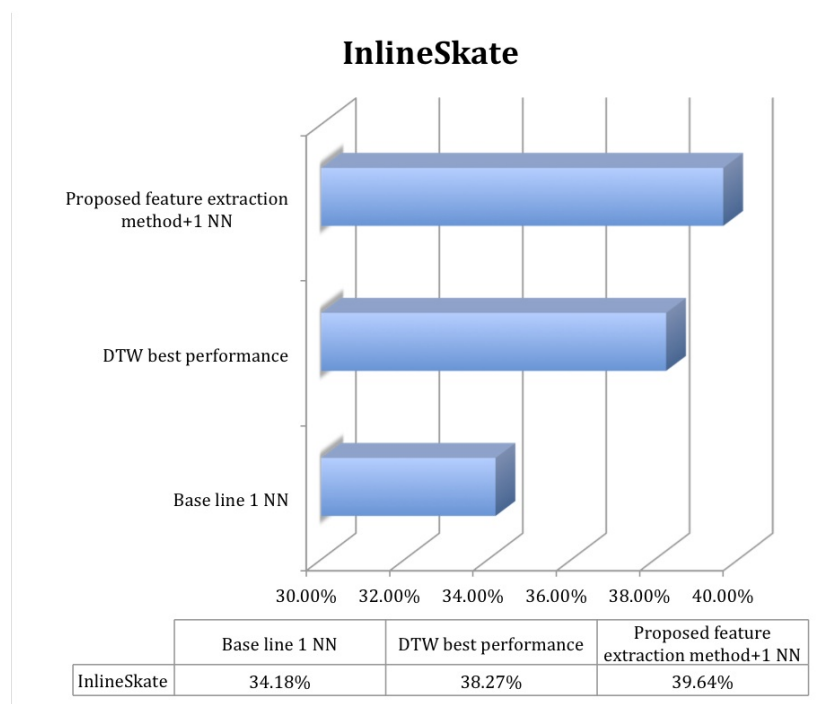 InlineSkate
Proposed feature extraction
method+1 NN
DTW best performance
Base line 1 NN
30.00% 32.00% 34.00% 36.00% 38.00% 40.00%
Base line 1 NN DTW best performance Proposed feature
extraction method+1 NN
InlineSkate 34.18% 38.27% 39.64%